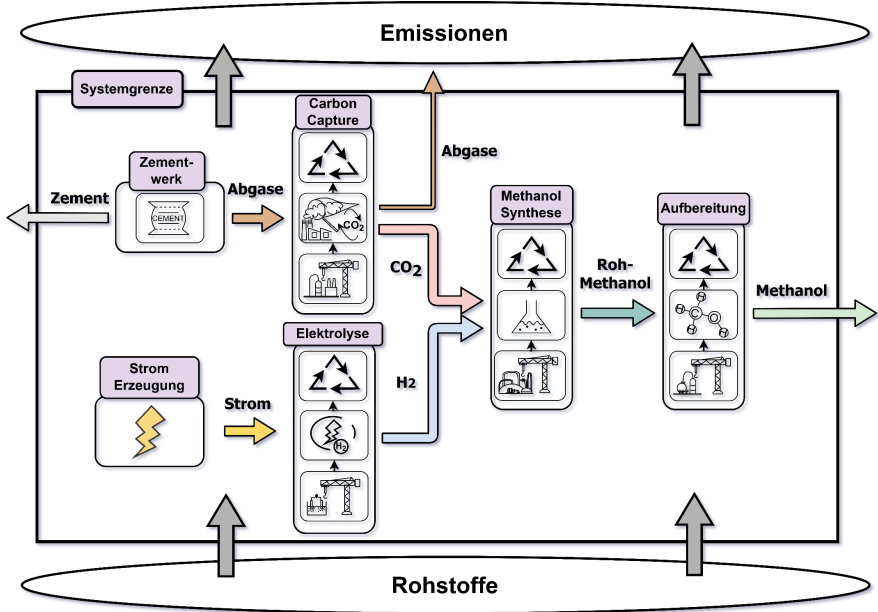 Emissionen
Systemgrenze
Carbon
Capture
Abgase
Zement-
werk
Abgase
Zement
CEMENT
CO2
CO2
Methanol
Synthese
Aufbereitung
Roh-
Methanol
Methanol
Elektrolyse
Strom
Erzeugung
Strom
H2
H2
Rohstoffe